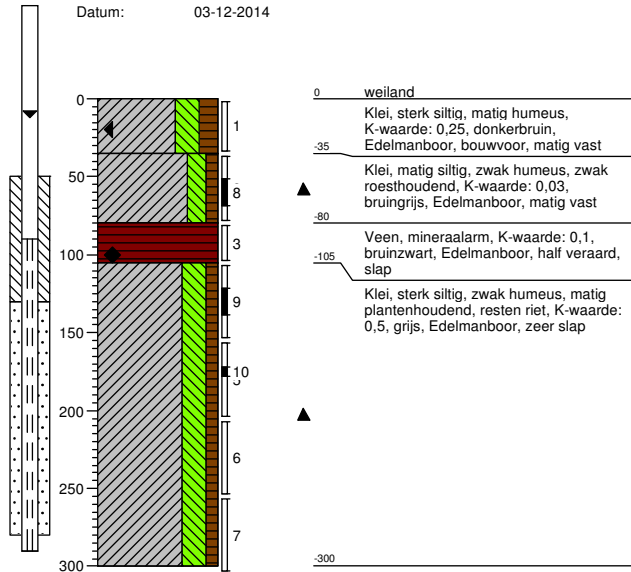 Datum: 03-12-2014
0
50
100
150
200
250
300
1
8
3
9
10
6
7
0 weiland
Klei, sterk siltig, matig humeus,
K-waarde: 0,25, donkerbruin,
Edelmanboor, bouwvoor, matig vast
-35
Klei, matig siltig, zwak humeus, zwak
roesthoudend, K-waarde: 0,03,
bruingrijs, Edelmanboor, matig vast
-80
Veen, mineraalarm, K-waarde: 0,1,
bruinzwart, Edelmanboor, half veraard,
slap
-105
Klei, sterk siltig, zwak humeus, matig
plantenhoudend, resten riet, K-waarde:
0,5, grijs, Edelmanboor, zeer slap
-300